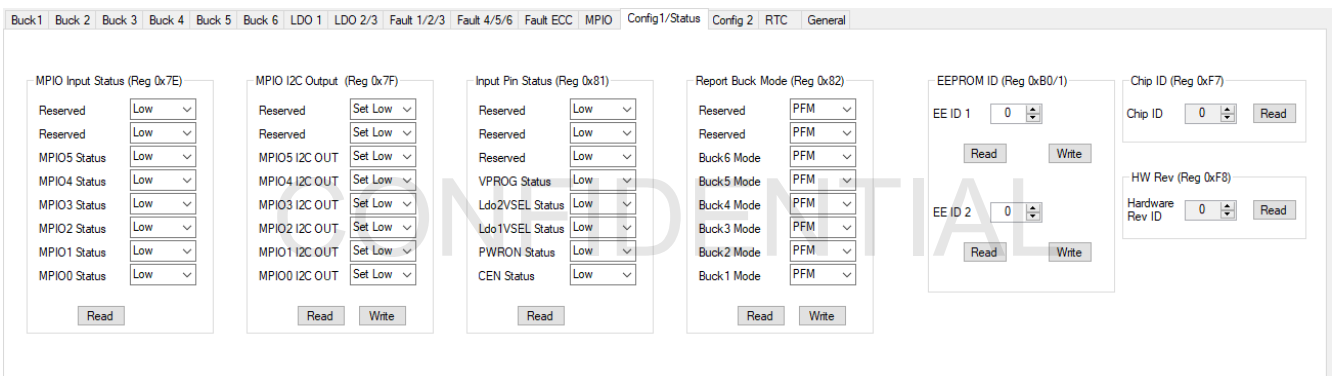 Buck1 Buck 2 Buck 3 Buck 4 Buck 5 Buck 6 LDO 1 LDO 2/3 Fault 1/2/3 Fault 4/5/6 Fault ECC MPIO Config1/Status Config 2 RTC General
MPIO Input Status (Reg 0x7E)
Reserved Low
Reserved Low
MPIO5 Status Low
MPIO4 Status Low
MPIO3 Status Low
MPIO2 Status Low
MPIO1 Status Low
MPIO0 Status Low
Read
MPIO I2C Output (Reg 0x7F)
Reserved Set Low
Reserved Set Low
MPIO5 I2C OUT Set Low
MPIO4 I2C OUT Set Low
MPIO3 I2C OUT Set Low
MPIO2 I2C OUT Set Low
MPIO1 I2C OUT Set Low
MPIO0 I2C OUT Set Low
Read Write
Input Pin Status (Reg 0x81)
Reserved Low
Reserved Low
Reserved Low
VPROG Status Low
Ldo2VSEL Status Low
Ldo1VSEL Status Low
PWRON Status Low
CEN Status Low
Read
Report Buck Mode (Reg 0x82)
Reserved PFM
Reserved PFM
Buck6 Mode PFM
Buck5 Mode PFM
Buck4 Mode PFM
Buck3 Mode PFM
Buck2 Mode PFM
Buck1 Mode PFM
Read Write
EEPROM ID (Reg 0xB0/1)
EE ID 1 0
Read Write
EE ID 2 0
Read Write
Chip ID (Reg 0xF7)
Chip ID 0 Read
HW Rev (Reg 0xF8)
Hardware
Rev ID 0 Read
CONFIDENTIAL